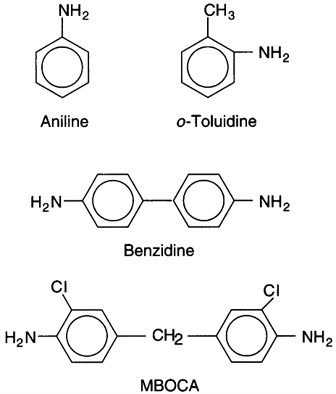 NH₂
Aniline
CH₃
NH₂
o-Toluidine
H₂N
NH₂
Benzidine
Cl
Cl
H₂N
CH₂
NH₂
MBOCA